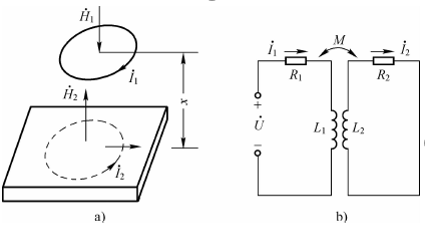 Ḣ₁
İ₁
Ḣ₂
x
İ₂
a)
M
İ₁
İ₂
R₁
R₂
+
U̇
−
L₁
L₂
b)